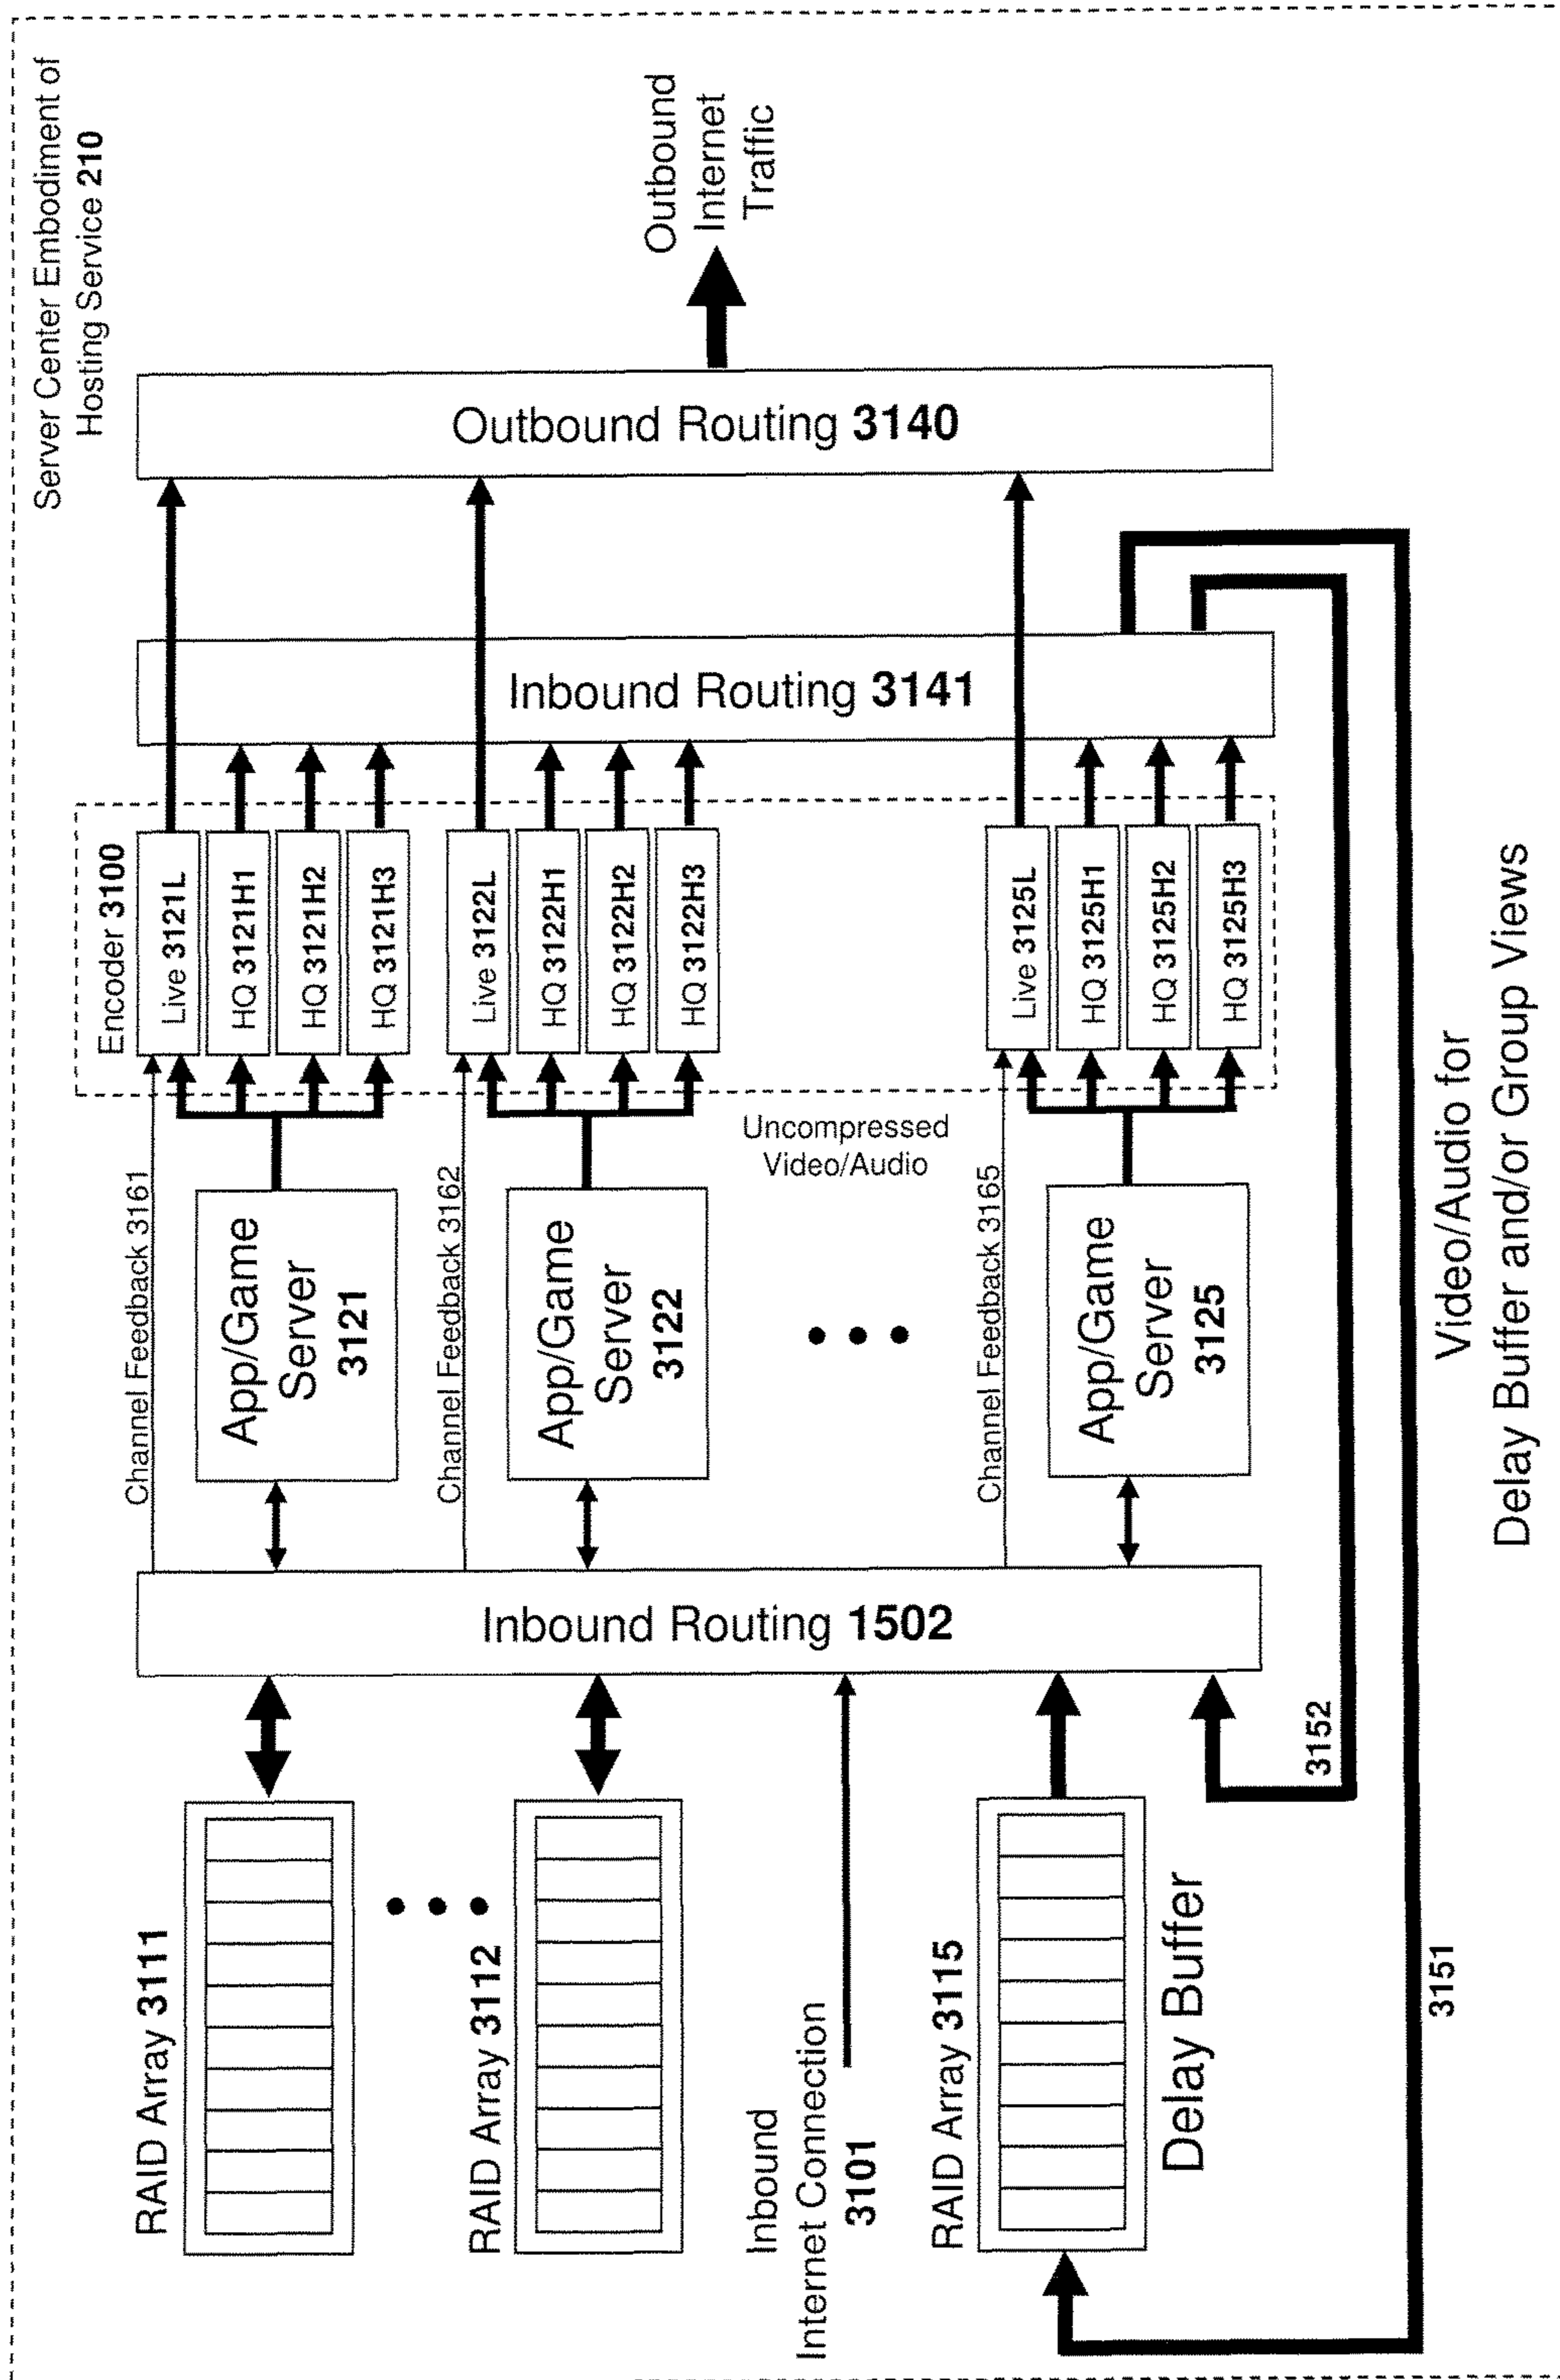 Server Center Embodiment of
Hosting Service 210
RAID Array 3111
RAID Array 3112
Inbound
Internet Connection
3101
RAID Array 3115
Delay Buffer
Inbound Routing 1502
Channel Feedback 3161
App/Game
Server
3121
Channel Feedback 3162
App/Game
Server
3122
Uncompressed
Video/Audio
Channel Feedback 3165
App/Game
Server
3125
Encoder 3100
Live 3121L
HQ 3121H1
HQ 3121H2
HQ 3121H3
Live 3122L
HQ 3122H1
HQ 3122H2
HQ 3122H3
Live 3125L
HQ 3125H1
HQ 3125H2
HQ 3125H3
Inbound Routing 3141
Outbound Routing 3140
Outbound
Internet
Traffic
3152
3151
Video/Audio for
Delay Buffer and/or Group Views